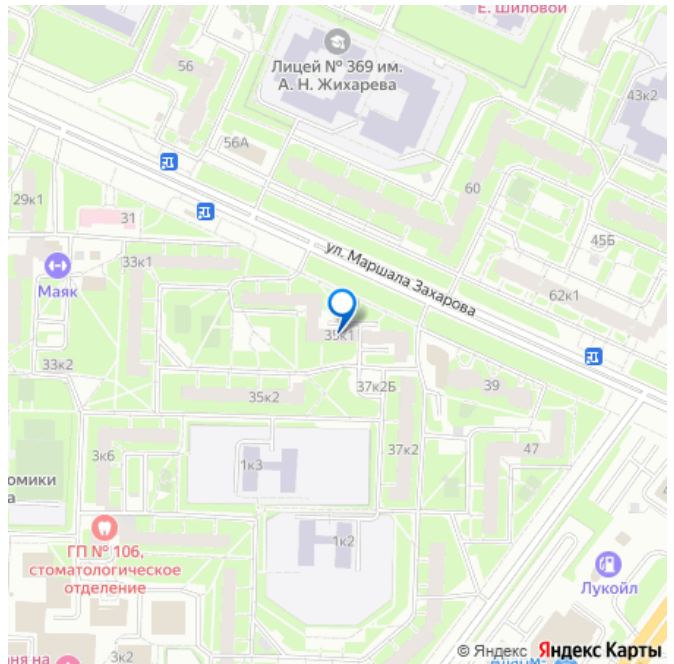 Е. ШИЛОВОЙ
56
Лицей № 369 им.
А. Н. Жихарева
43к2
56А
60
29к1
31
45Б
ул. Маршала Захарова
33к1
Маяк
62к1
35к1
33к2
37к2Б
39
35к2
3к6
1к3
37к2
47
омики
а
1к2
ГП № 106,
стоматологическое
отделение
Лукойл
ня на
3к2
© Яндекс Яндекс Карты